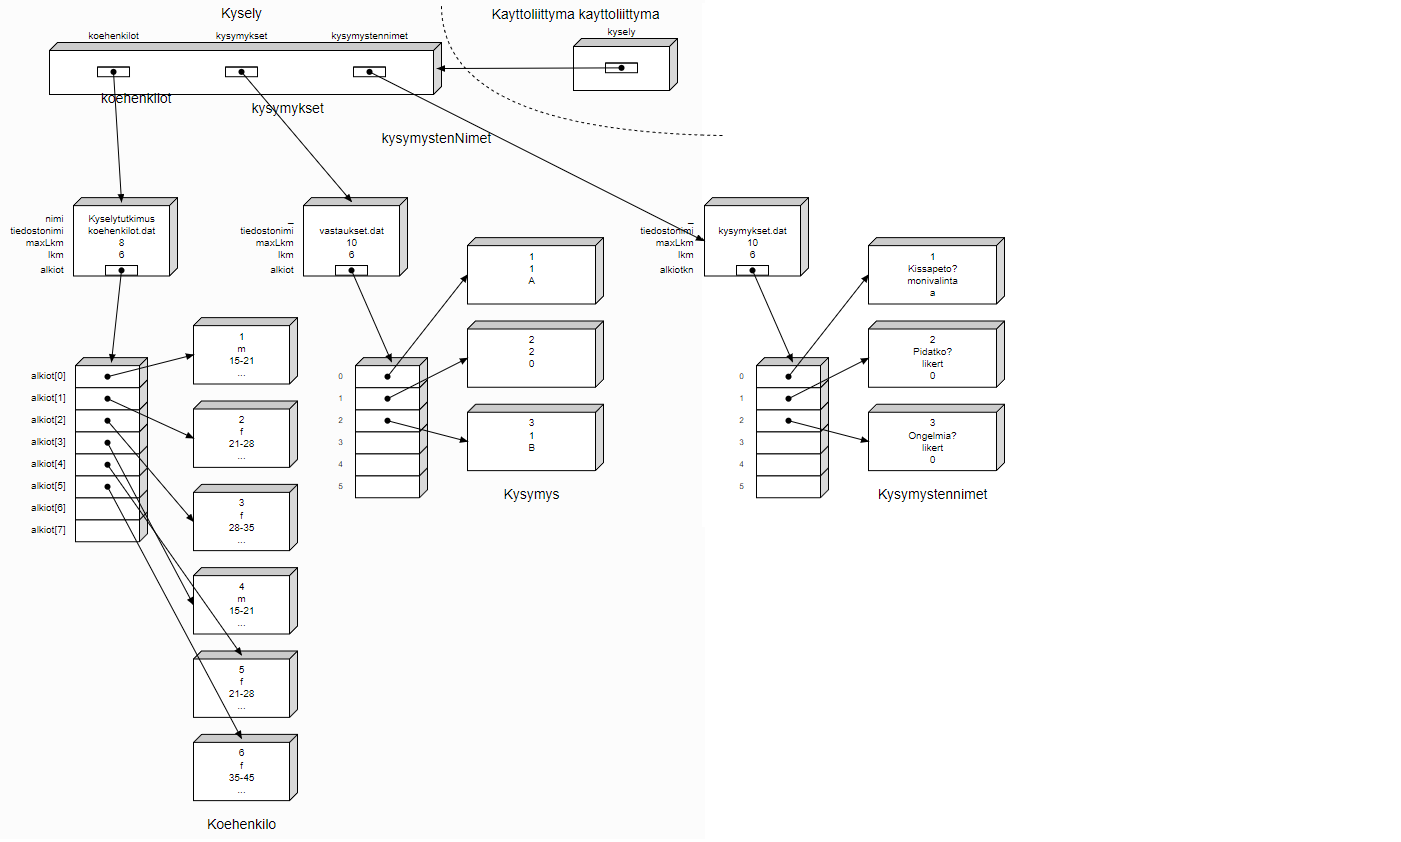 Kysely
Kayttoliittyma kayttoliittyma
koehenkilot
kysymykset
kysymystennimet
kysely
koehenkilot
kysymykset
kysymystenNimet
nimi
tiedostonimi
maxLkm
lkm
alkiot
Kyselytutkimus
koehenkilot.dat
8
6
_
tiedostonimi
maxLkm
lkm
alkiot
vastaukset.dat
10
6
_
tiedostonimi
maxLkm
lkm
alkiotkn
kysymykset.dat
10
6
alkiot[0]
alkiot[1]
alkiot[2]
alkiot[3]
alkiot[4]
alkiot[5]
alkiot[6]
alkiot[7]
1
m
15-21
...
2
f
21-28
...
3
f
28-35
...
4
m
15-21
...
5
f
21-28
...
6
f
35-45
...
Koehenkilo
0
1
2
3
4
5
1
1
A
2
2
0
3
1
B
Kysymys
0
1
2
3
4
5
1
Kissapeto?
monivalinta
a
2
Pidatko?
likert
0
3
Ongelmia?
likert
0
Kysymystennimet